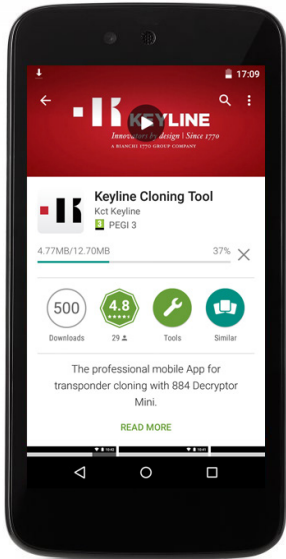 17:09
KEYLINE
Innovators by design | Since 1770
A BIANCHI 1770 GROUP COMPANY
Keyline Cloning Tool
Kct Keyline
3 PEGI 3
4.77MB/12.70MB 37%
500
4.8
Downloads
29
Tools
Similar
The professional mobile App for
transponder cloning with 884 Decryptor
Mini.
READ MORE